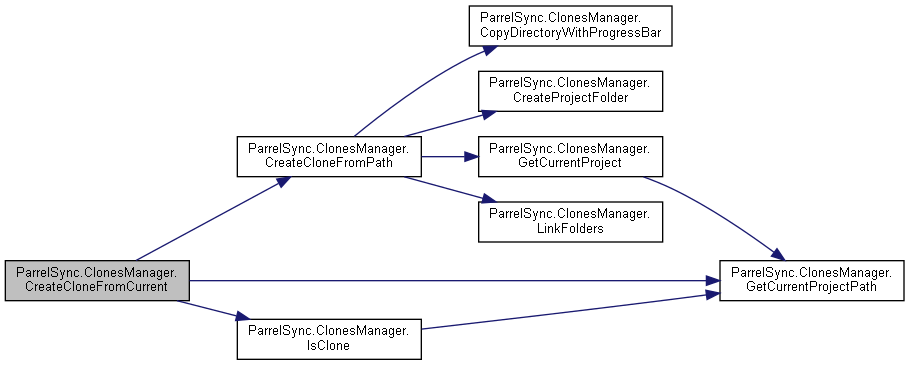 ParrelSync.ClonesManager.
CopyDirectoryWithProgressBar
ParrelSync.ClonesManager.
CreateProjectFolder
ParrelSync.ClonesManager.
CreateCloneFromPath
ParrelSync.ClonesManager.
GetCurrentProject
ParrelSync.ClonesManager.
LinkFolders
ParrelSync.ClonesManager.
CreateCloneFromCurrent
ParrelSync.ClonesManager.
GetCurrentProjectPath
ParrelSync.ClonesManager.
IsClone